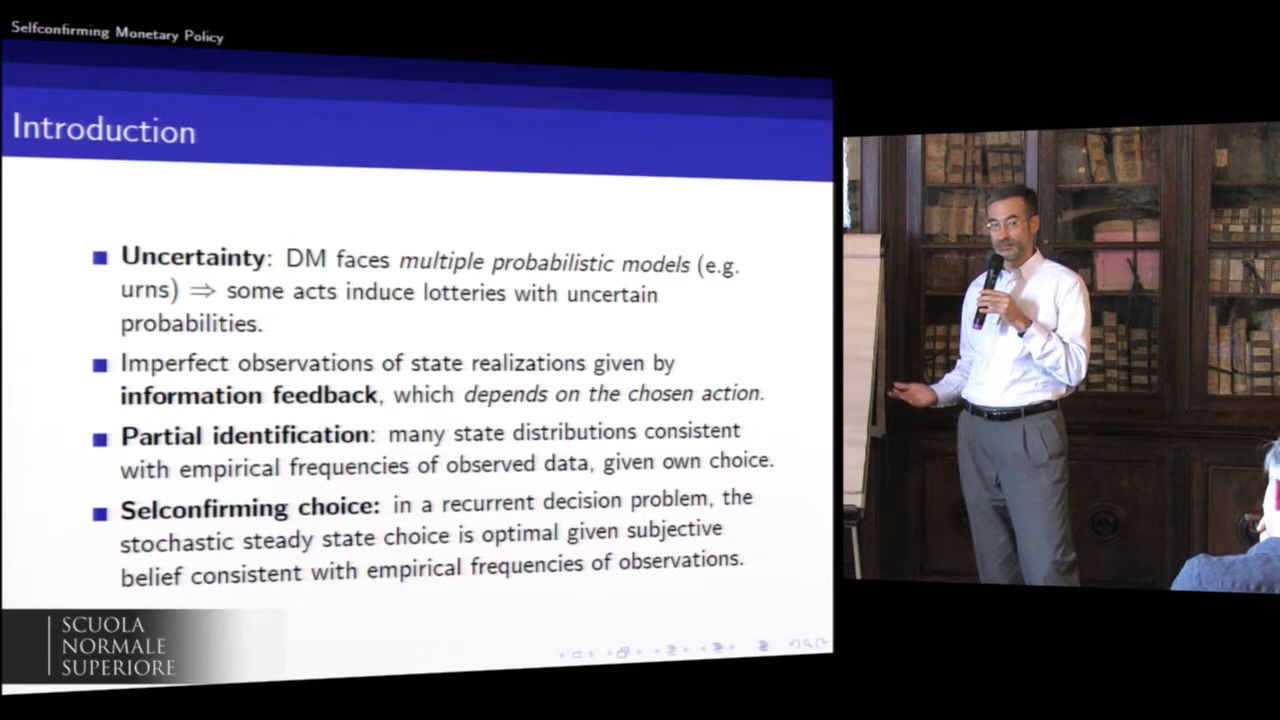 Selfconfirming Monetary Policy
Introduction
Uncertainty: DM faces multiple probabilistic models (e.g.
urns) ⇒ some acts induce lotteries with uncertain
probabilities.
Imperfect observations of state realizations given by
information feedback, which depends on the chosen action.
Partial identification: many state distributions consistent
with empirical frequencies of observed data, given own choice.
Selconfirming choice: in a recurrent decision problem, the
stochastic steady state choice is optimal given subjective
belief consistent with empirical frequencies of observations.
SCUOLA
NORMALE
SUPERIORE